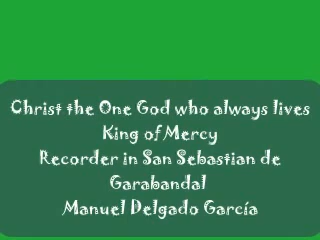 Christ the One God who always lives
King of Mercy
Recorder in San Sebastian de
Garabandal
Manuel Delgado García